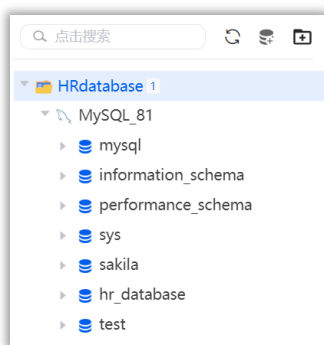 点击搜索
HRdatabase 1
MySQL_81
mysql
information_schema
performance_schema
sys
sakila
hr_database
test